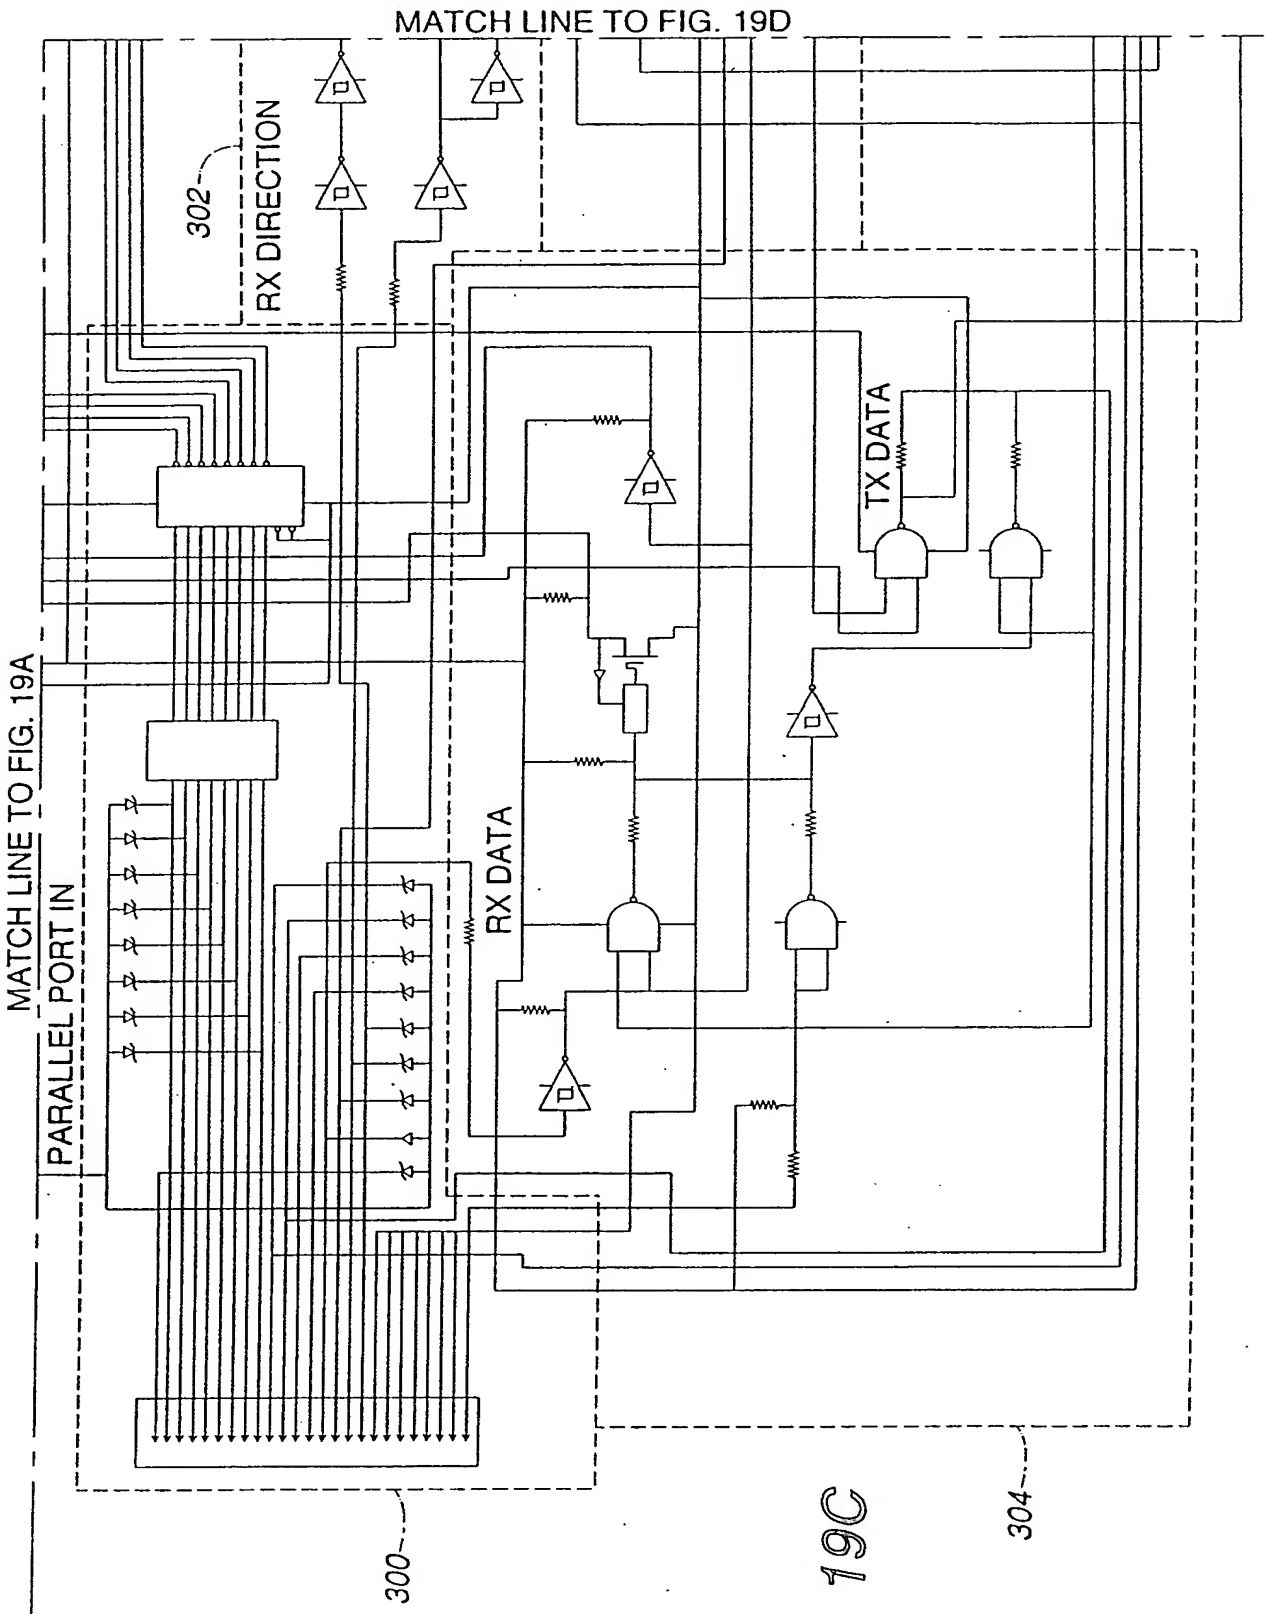 MATCH LINE TO FIG. 19D
MATCH LINE TO FIG. 19A
PARALLEL PORT IN
302
RX DIRECTION
RX DATA
TX DATA
300
304
19C